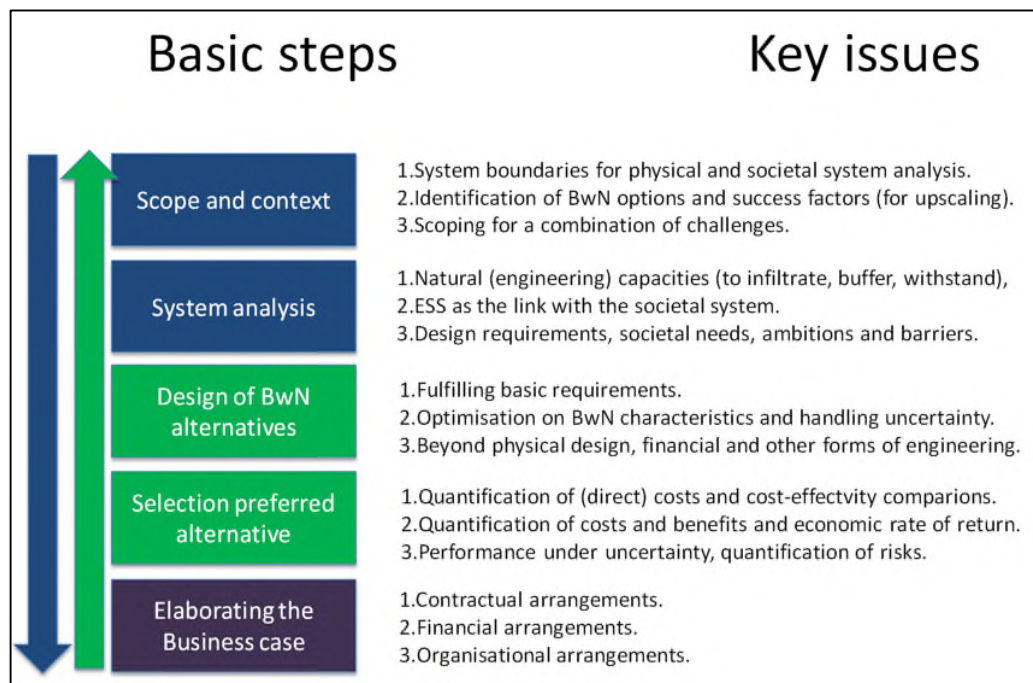 Basic steps
Key issues
Scope and context
1.System boundaries for physical and societal system analysis.
2.Identification of BwN options and success factors (for upscaling).
3.Scoping for a combination of challenges.
System analysis
1.Natural (engineering) capacities (to infiltrate, buffer, withstand),
2.ESS as the link with the societal system.
3.Design requirements, societal needs, ambitions and barriers.
Design of BwN
alternatives
1.Fulfilling basic requirements.
2.Optimisation on BwN characteristics and handling uncertainty.
3.Beyond physical design, financial and other forms of engineering.
Selection preferred
alternative
1.Quantification of (direct) costs and cost-effectvity comparions.
2.Quantification of costs and benefits and economic rate of return.
3.Performance under uncertainty, quantification of risks.
Elaborating the
Business case
1.Contractual arrangements.
2.Financial arrangements.
3.Organisational arrangements.